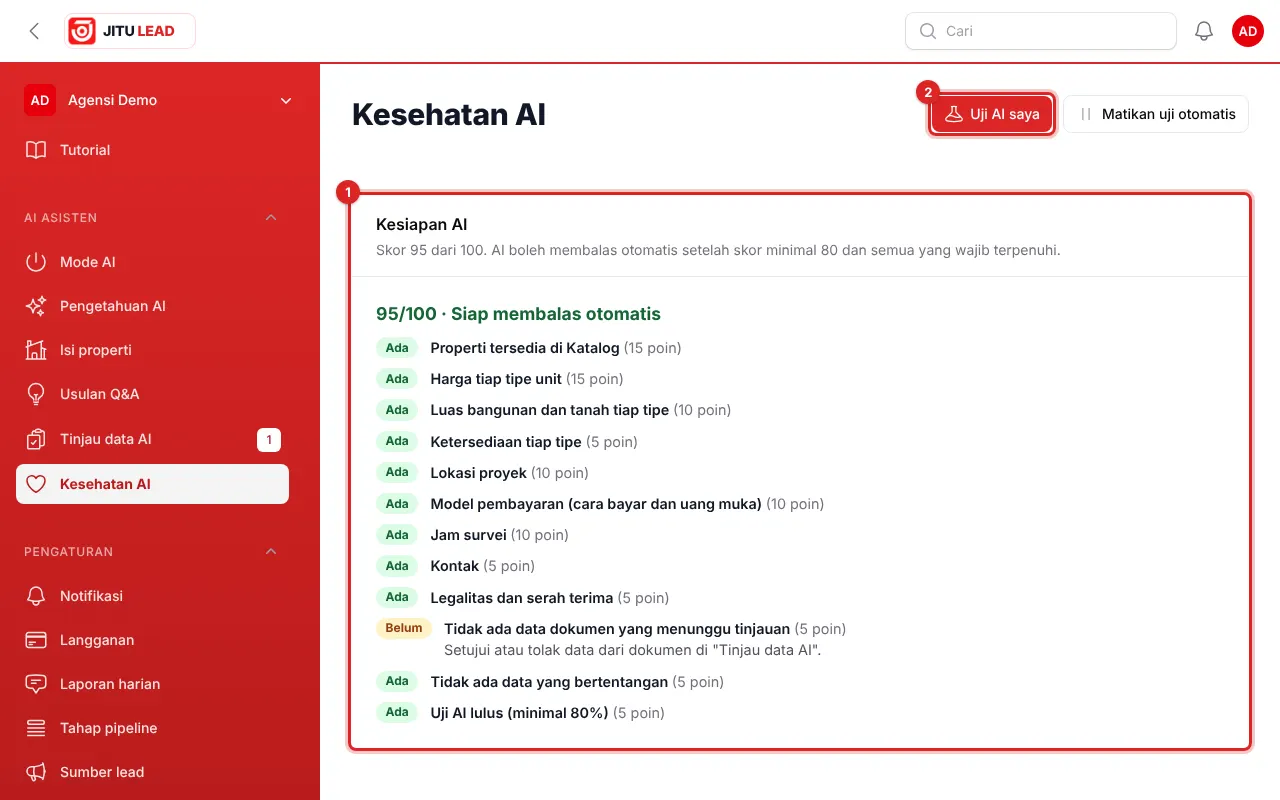 JITU LEAD
Cari
AD
AD
Agensi Demo
Tutorial
AI ASISTEN
Mode AI
Pengetahuan AI
Isi properti
Usulan Q&A
Tinjau data AI
1
Kesehatan AI
PENGATURAN
Notifikasi
Langganan
Laporan harian
Tahap pipeline
Sumber lead
Kesehatan AI
2
Uji AI saya
Matikan uji otomatis
1
Kesiapan AI
Skor 95 dari 100. AI boleh membalas otomatis setelah skor minimal 80 dan semua yang wajib terpenuhi.
95/100 · Siap membalas otomatis
Ada Properti tersedia di Katalog (15 poin)
Ada Harga tiap tipe unit (15 poin)
Ada Luas bangunan dan tanah tiap tipe (10 poin)
Ada Ketersediaan tiap tipe (5 poin)
Ada Lokasi proyek (10 poin)
Ada Model pembayaran (cara bayar dan uang muka) (10 poin)
Ada Jam survei (10 poin)
Ada Kontak (5 poin)
Ada Legalitas dan serah terima (5 poin)
Belum Tidak ada data dokumen yang menunggu tinjauan (5 poin)
Setujui atau tolak data dari dokumen di "Tinjau data AI".
Ada Tidak ada data yang bertentangan (5 poin)
Ada Uji AI lulus (minimal 80%) (5 poin)